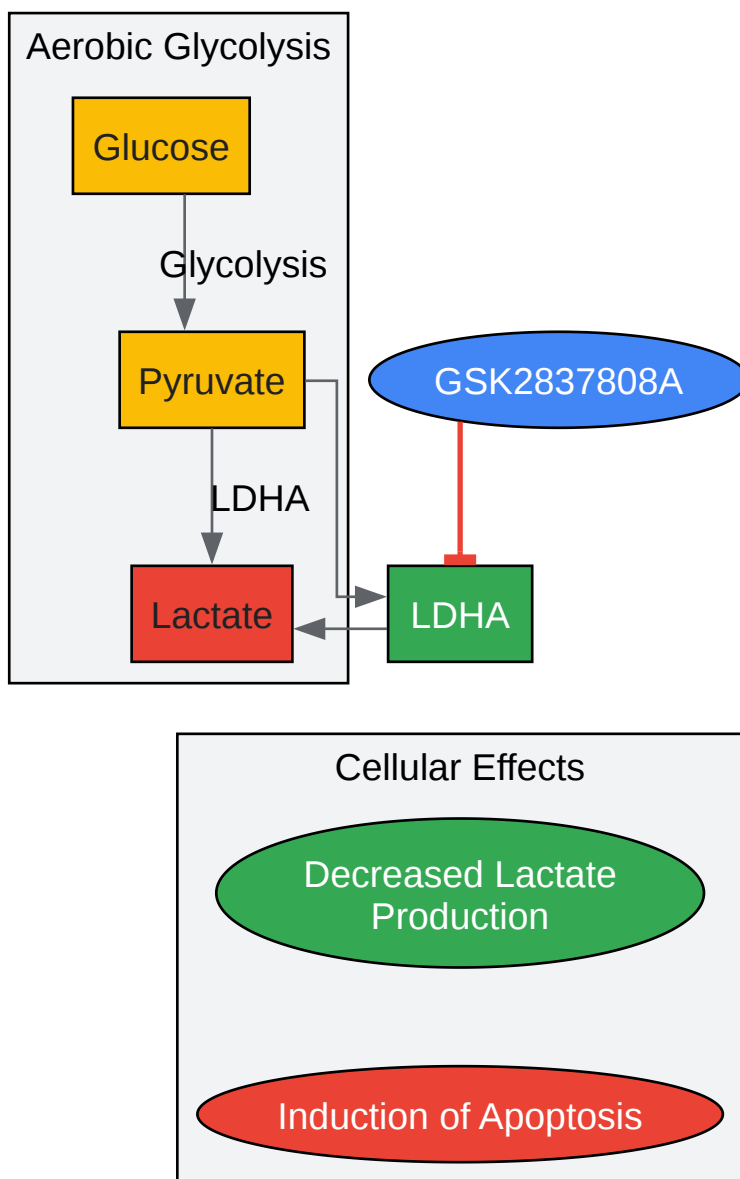 Aerobic Glycolysis
Glucose
Glycolysis
Pyruvate
GSK2837808A
LDHA
Lactate
LDHA
Cellular Effects
Decreased Lactate
Production
Induction of Apoptosis